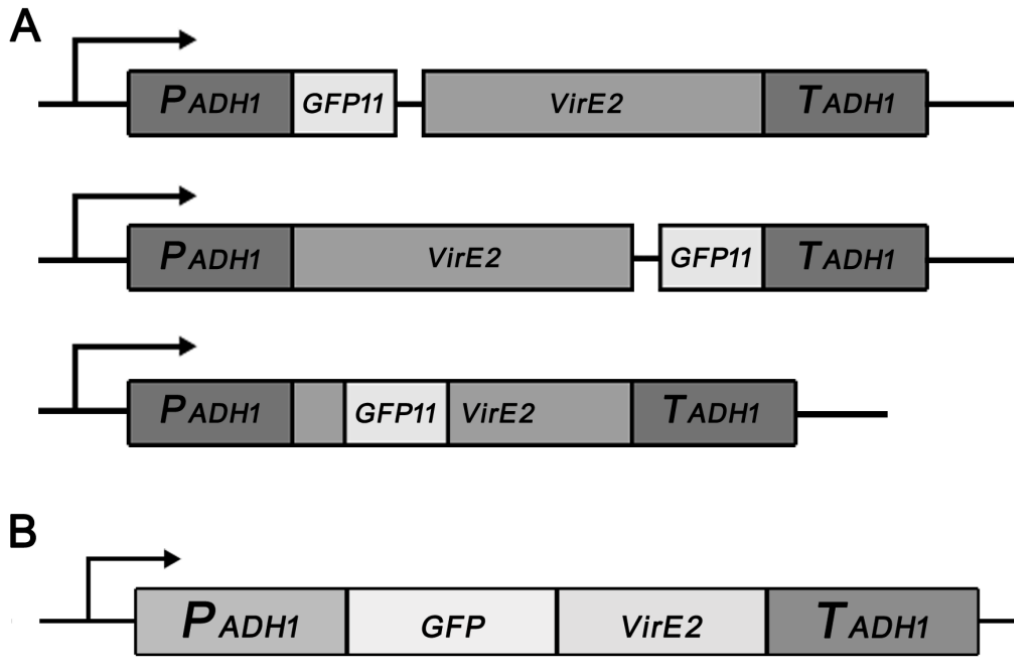 A
PADH1 GFP11 VirE2 TADH1
PADH1 VirE2 GFP11 TADH1
PADH1 GFP11 VirE2 TADH1
B
PADH1 GFP VirE2 TADH1